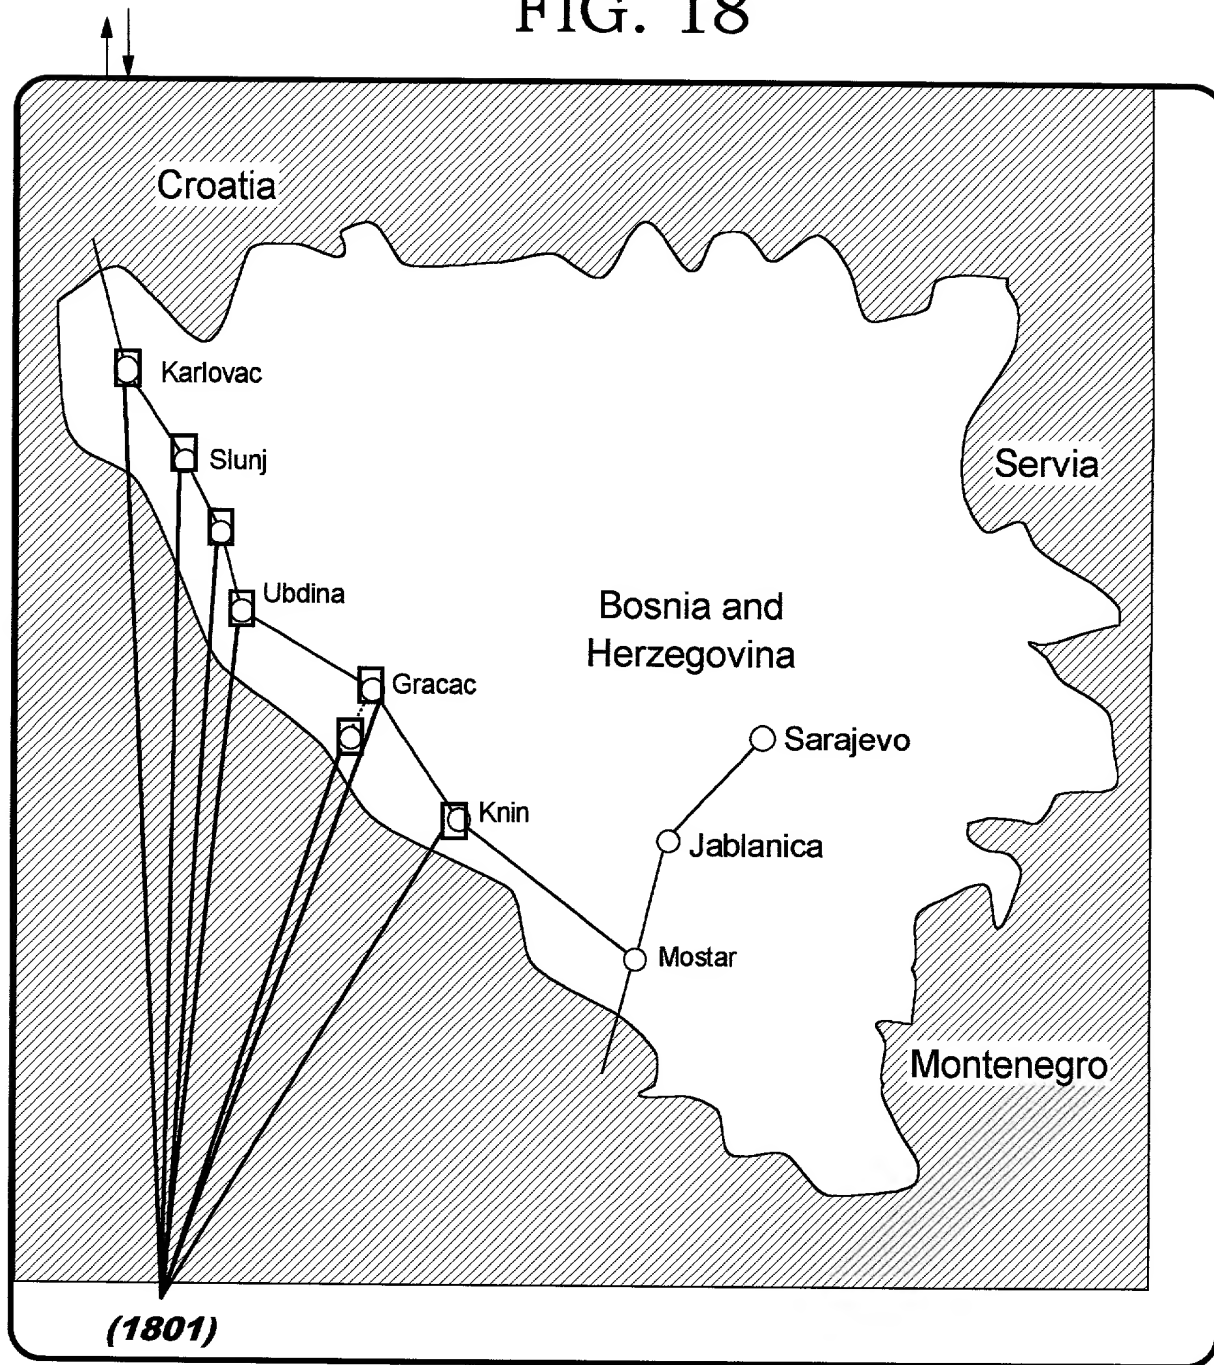 FIG. 18
Croatia
Karlovac
Slunj
Servia
Ubdina
Bosnia and
Herzegovina
Gracac
Sarajevo
Knin
Jablanica
Mostar
Montenegro
(1801)